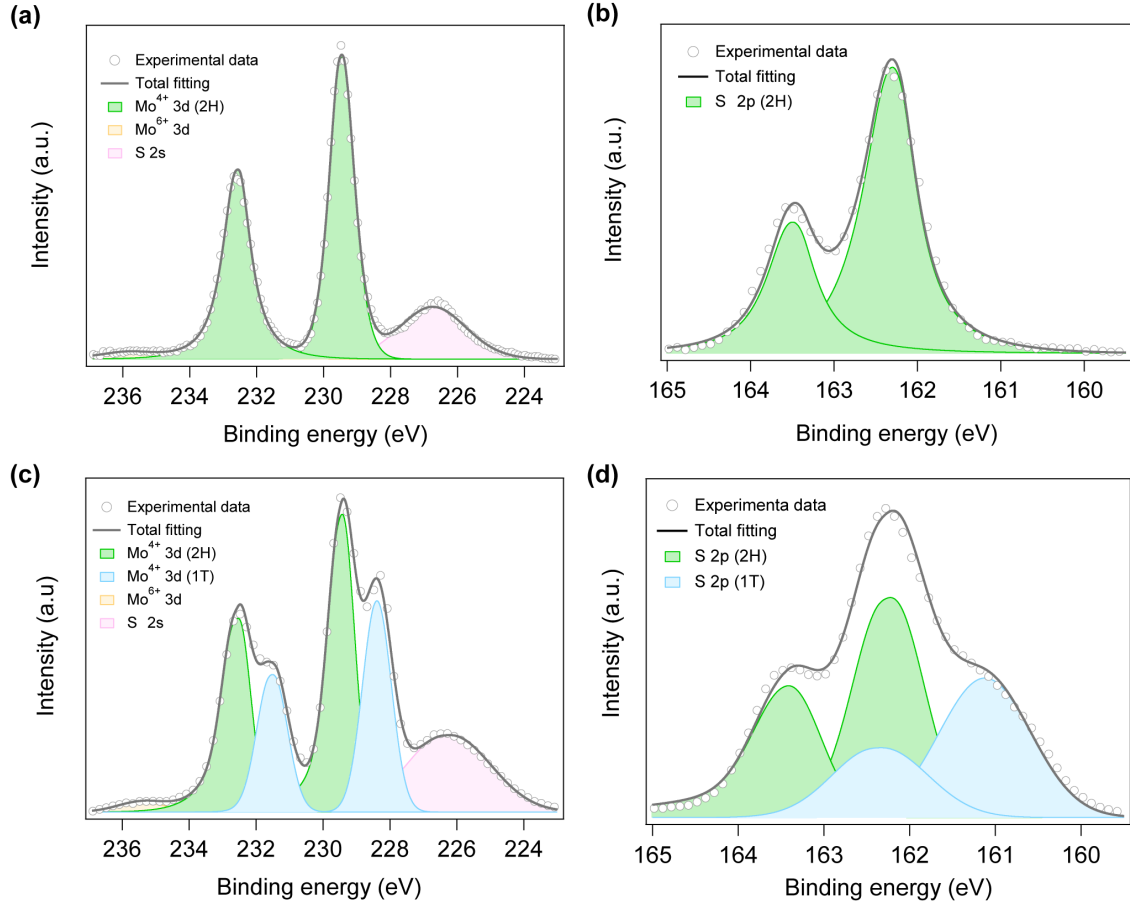 (a)
Experimental data
Total fitting
Mo⁴⁺ 3d (2H)
Mo⁶⁺ 3d
S 2s
Intensity (a.u.)
236 234 232 230 228 226 224
Binding energy (eV)
(b)
Experimental data
Total fitting
S 2p (2H)
Intensity (a.u.)
165 164 163 162 161 160
Binding energy (eV)
(c)
Experimental data
Total fitting
Mo⁴⁺ 3d (2H)
Mo⁴⁺ 3d (1T)
Mo⁶⁺ 3d
S 2s
Intensity (a.u)
236 234 232 230 228 226 224
Binding energy (eV)
(d)
Experimenta data
Total fitting
S 2p (2H)
S 2p (1T)
Intensity (a.u.)
165 164 163 162 161 160
Binding energy (eV)